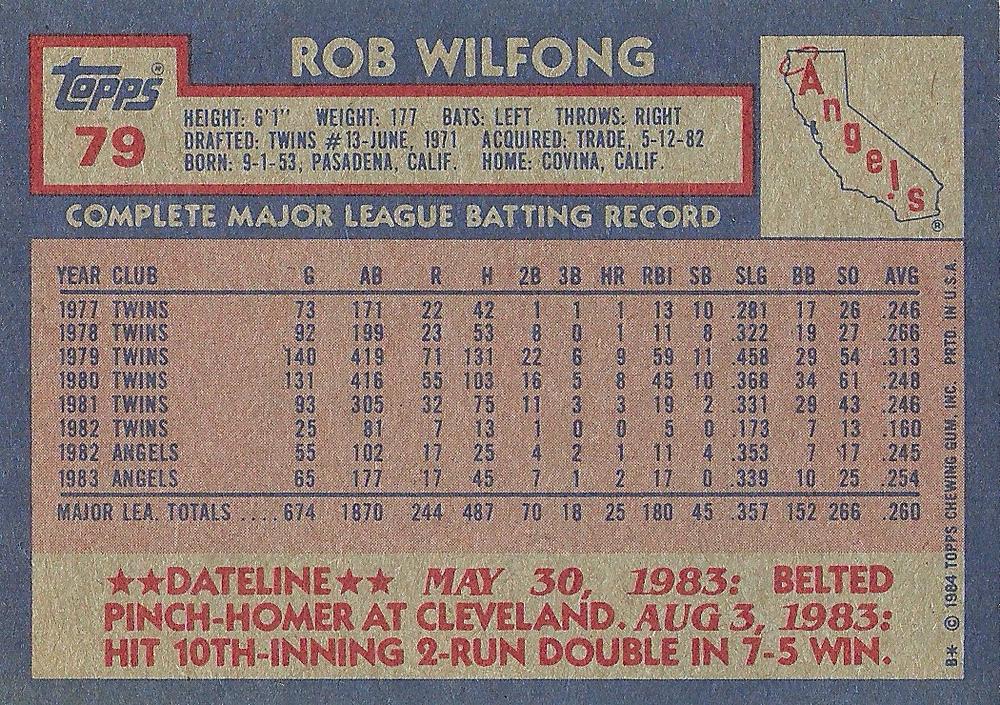 ROB WILFONG
topps®
79
HEIGHT: 6'1" WEIGHT: 177 BATS: LEFT THROWS: RIGHT
DRAFTED: TWINS #13-JUNE, 1971 ACQUIRED: TRADE, 5-12-82
BORN: 9-1-53, PASADENA, CALIF. HOME: COVINA, CALIF.
Angels
®
COMPLETE MAJOR LEAGUE BATTING RECORD
YEAR CLUB G AB R H 2B 3B HR RBI SB SLG BB SO AVG
1977 TWINS 73 171 22 42 1 1 1 13 10 .281 17 26 .246
1978 TWINS 92 199 23 53 8 0 1 11 8 .322 19 27 .266
1979 TWINS 140 419 71 131 22 6 9 59 11 .458 29 54 .313
1980 TWINS 131 416 55 103 16 5 8 45 10 .368 34 61 .248
1981 TWINS 93 305 32 75 11 3 3 19 2 .331 29 43 .246
1982 TWINS 25 81 7 13 1 0 0 5 0 .173 7 13 .160
1982 ANGELS 55 102 17 25 4 2 1 11 4 .353 7 17 .245
1983 ANGELS 65 177 17 45 7 1 2 17 0 .339 10 25 .254
MAJOR LEA. TOTALS .... 674 1870 244 487 70 18 25 180 45 .357 152 266 .260
★★DATELINE★★ MAY 30, 1983: BELTED
PINCH-HOMER AT CLEVELAND. AUG 3, 1983:
HIT 10TH-INNING 2-RUN DOUBLE IN 7-5 WIN.
B* © 1984 TOPPS CHEWING GUM, INC. PRTD. IN U.S.A.